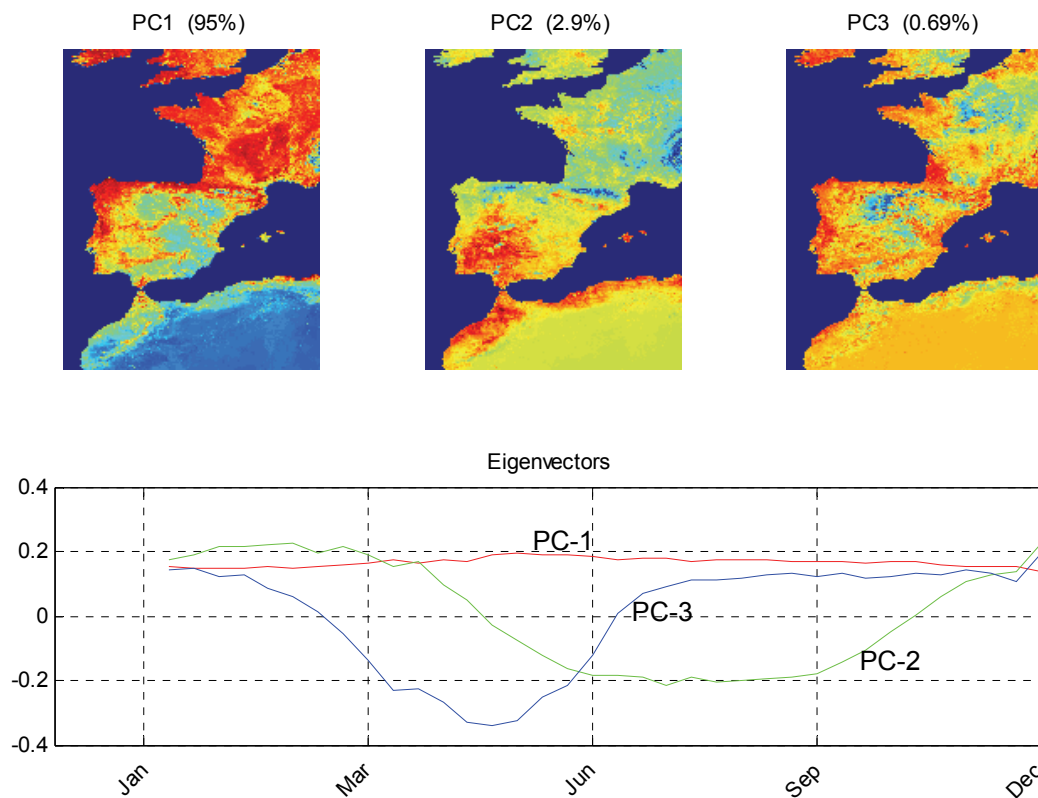 PC1 (95%)
PC2 (2.9%)
PC3 (0.69%)
Eigenvectors
0.4
0.2
0
-0.2
-0.4
PC-1
PC-3
PC-2
Jan
Mar
Jun
Sep
Dec